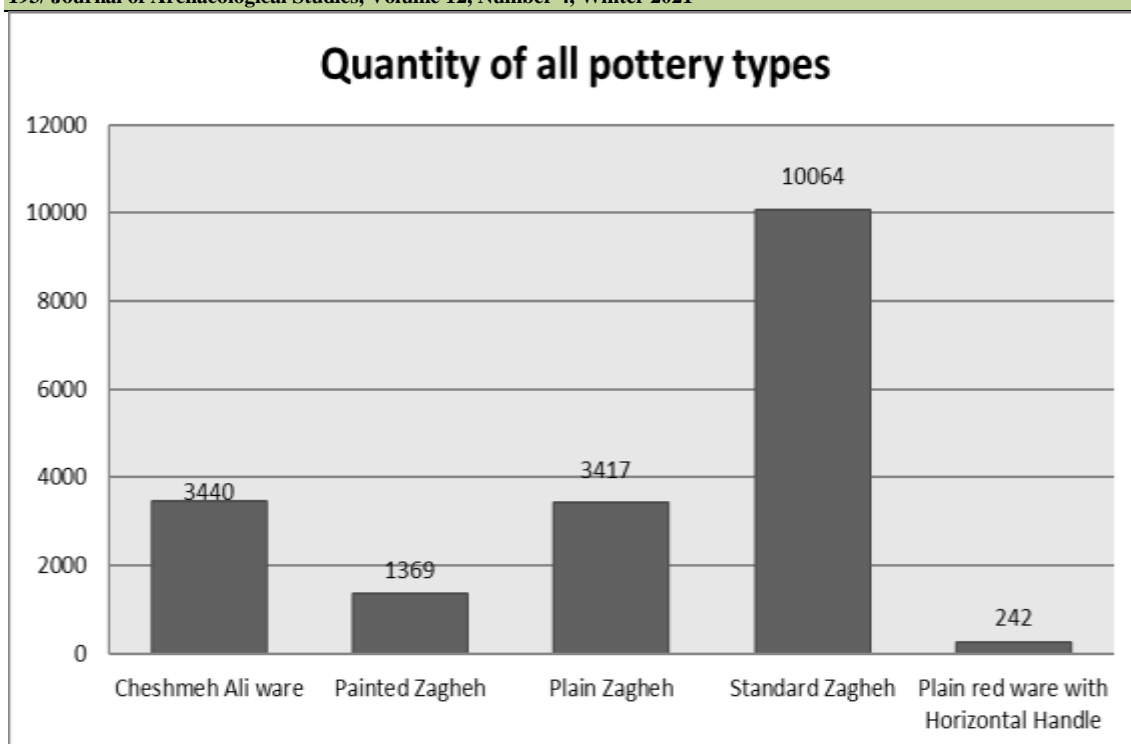 195/ Journal of Archaeological Studies, Volume 12, Number 4, Winter 2021
Quantity of all pottery types
12000
10000
8000
6000
4000
2000
0
3440
1369
3417
10064
242
Cheshmeh Ali ware
Painted Zagheh
Plain Zagheh
Standard Zagheh
Plain red ware with
Horizontal Handle